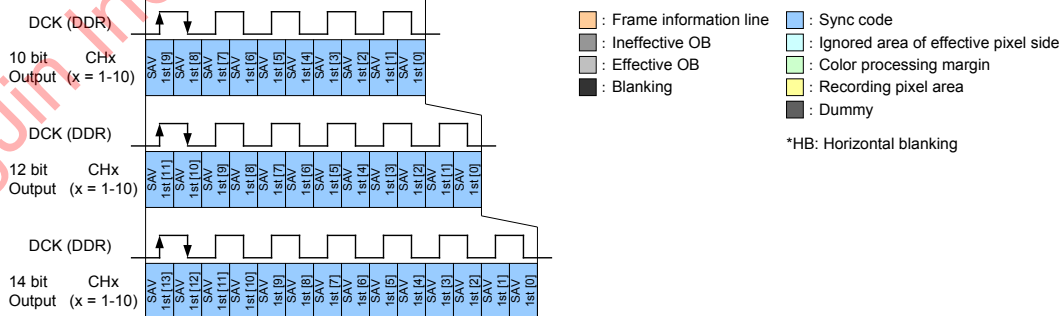 DCK (DDR)
10 bit Output CHx (x = 1-10)
SAV 1st [9] SAV 1st [8] SAV 1st [7] SAV 1st [6] SAV 1st [5] SAV 1st [4] SAV 1st [3] SAV 1st [2] SAV 1st [1] SAV 1st [0]
DCK (DDR)
12 bit Output CHx (x = 1-10)
SAV 1st [11] SAV 1st [10] SAV 1st [9] SAV 1st [8] SAV 1st [7] SAV 1st [6] SAV 1st [5] SAV 1st [4] SAV 1st [3] SAV 1st [2] SAV 1st [1] SAV 1st [0]
DCK (DDR)
14 bit Output CHx (x = 1-10)
SAV 1st [13] SAV 1st [12] SAV 1st [11] SAV 1st [10] SAV 1st [9] SAV 1st [8] SAV 1st [7] SAV 1st [6] SAV 1st [5] SAV 1st [4] SAV 1st [3] SAV 1st [2] SAV 1st [1] SAV 1st [0]
: Frame information line
: Ineffective OB
: Effective OB
: Blanking
: Sync code
: Ignored area of effective pixel side
: Color processing margin
: Recording pixel area
: Dummy
*HB: Horizontal blanking